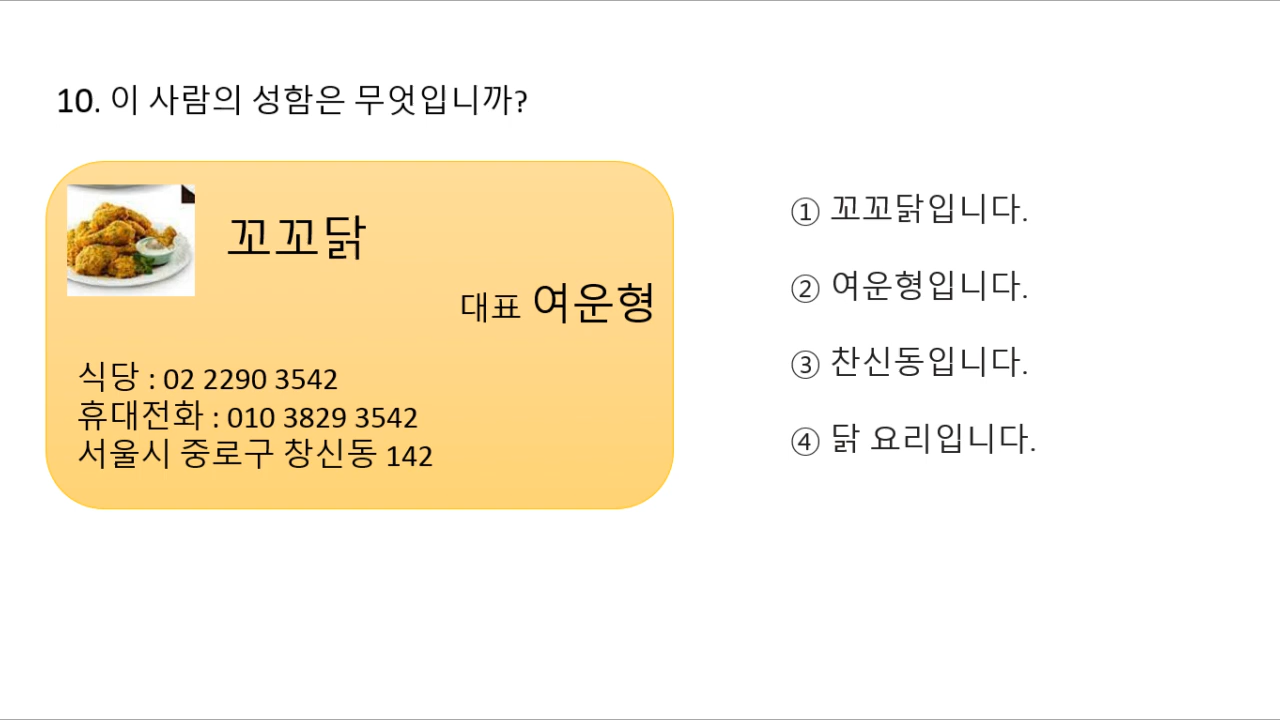 10. 이 사람의 성함은 무엇입니까?
꼬꼬닭
대표 여운형
식당 : 02 2290 3542
휴대전화 : 010 3829 3542
서울시 중로구 창신동 142
① 꼬꼬닭입니다.
② 여운형입니다.
③ 찬신동입니다.
④ 닭 요리입니다.